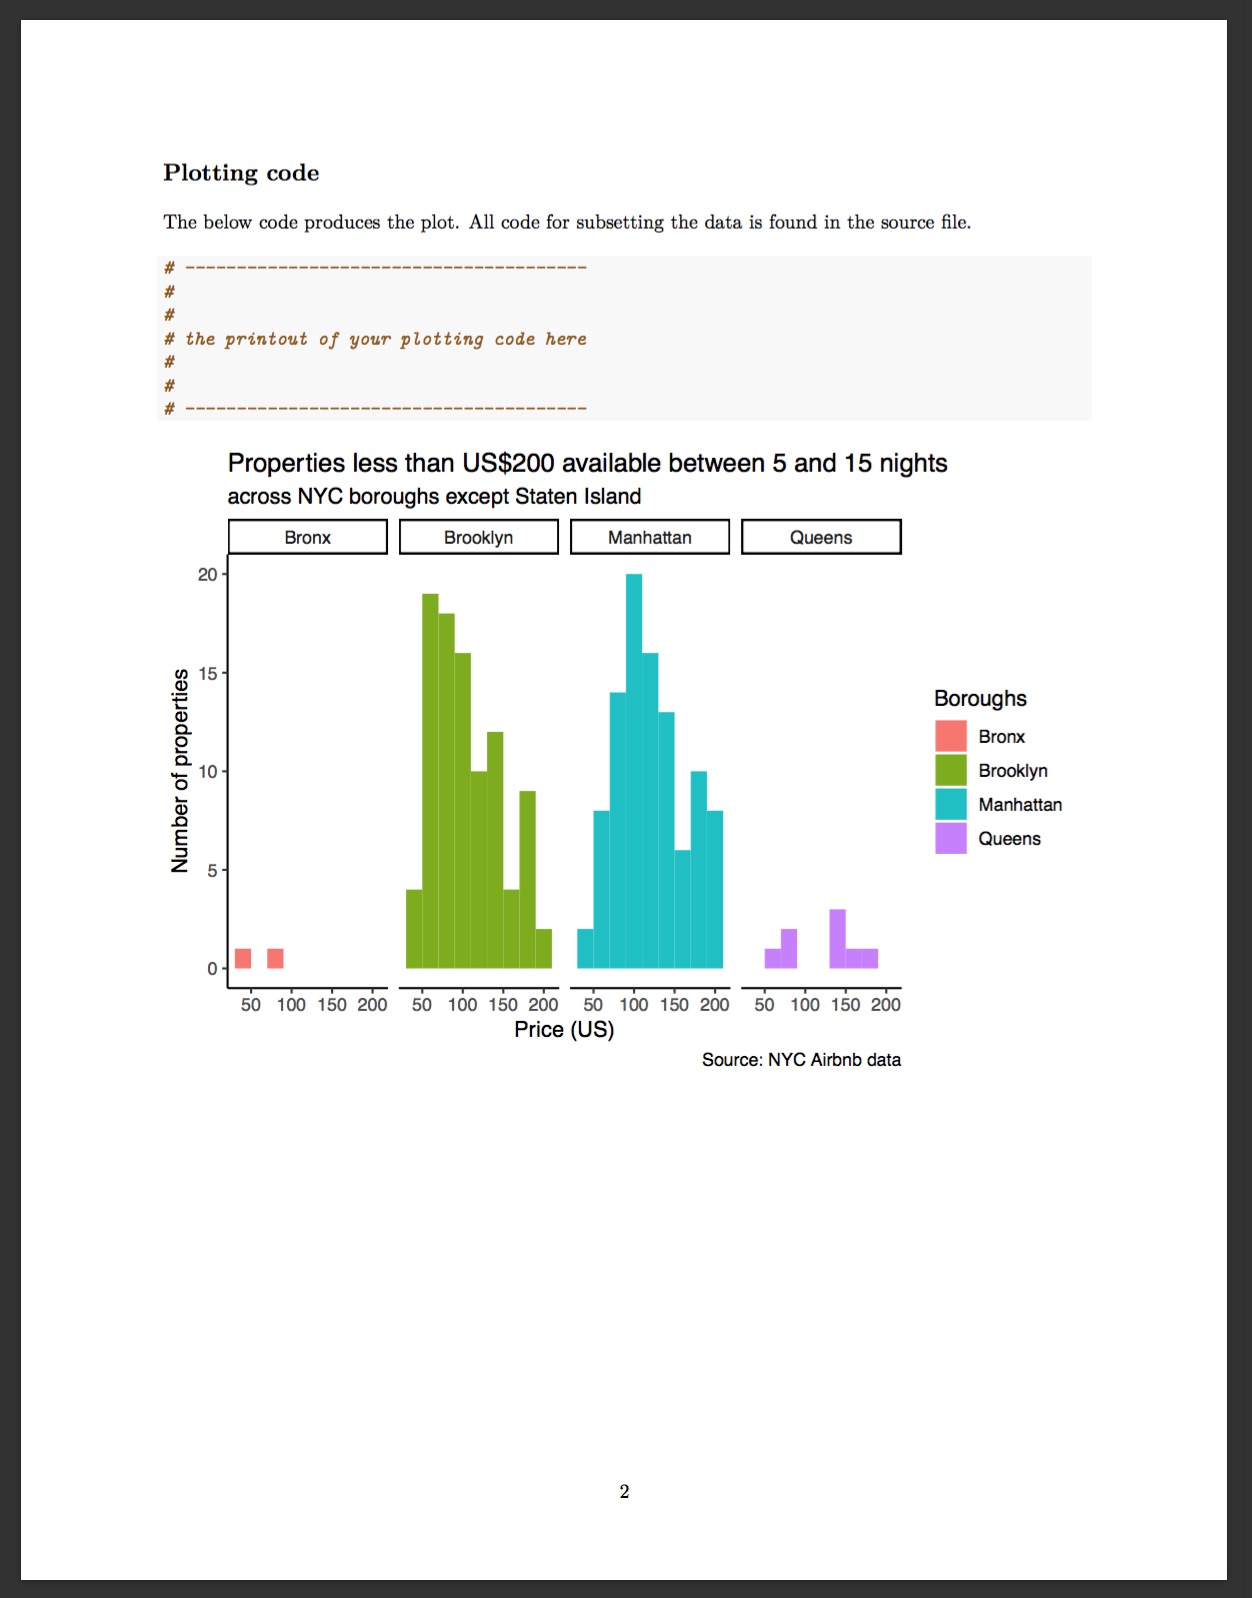 Plotting code
The below code produces the plot. All code for subsetting the data is found in the source file.
# ---------------------------------------
#
#
# the printout of your plotting code here
#
#
# ---------------------------------------
Properties less than US$200 available between 5 and 15 nights
across NYC boroughs except Staten Island
Bronx Brooklyn Manhattan Queens
20
15
10
5
0
Number of properties
50 100 150 200 50 100 150 200 50 100 150 200 50 100 150 200
Price (US)
Boroughs
Bronx
Brooklyn
Manhattan
Queens
Source: NYC Airbnb data
2